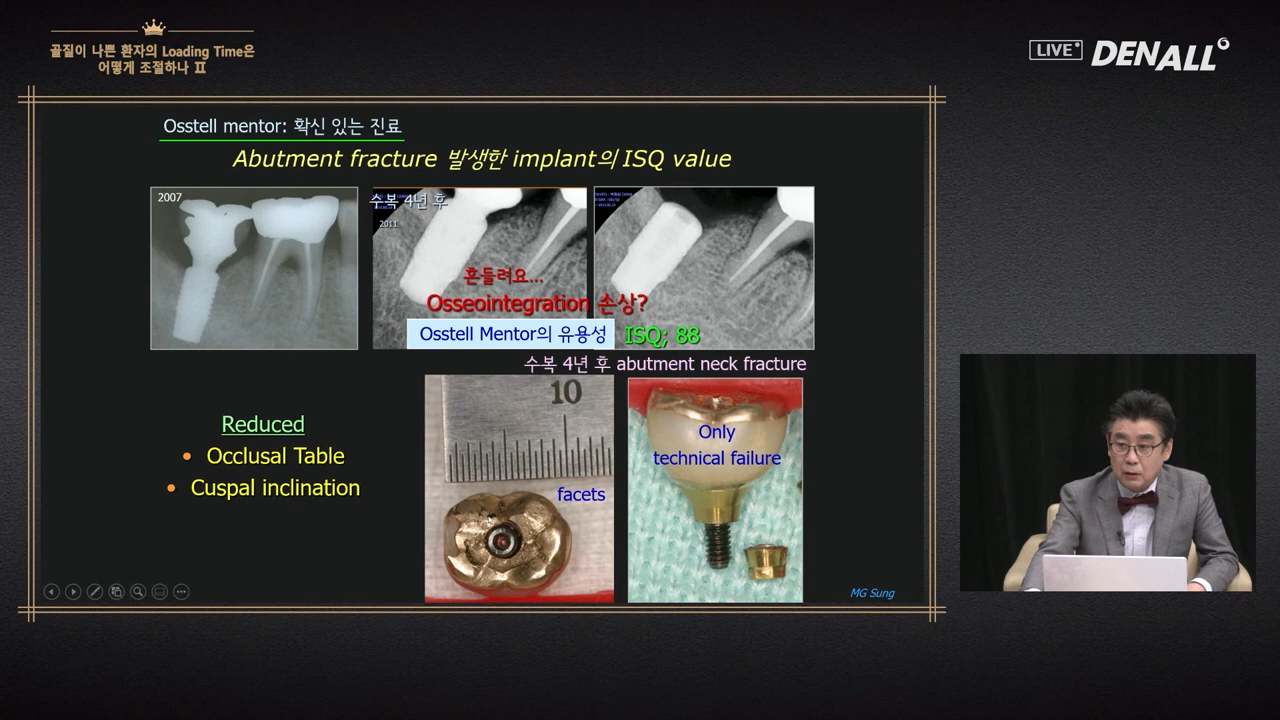 골질이 나쁜 환자의 Loading Time은
어떻게 조절하나 Ⅱ
LIVE
DENALL
Osstell mentor: 확신 있는 진료
Abutment fracture 발생한 implant의 ISQ value
2007
수복 4년 후
2011
흔들려요...
Osseointegration 손상?
Osstell Mentor의 유용성
ISQ; 88
수복 4년 후 abutment neck fracture
Reduced
• Occlusal Table
• Cuspal inclination
10
facets
Only
technical failure
MG Sung